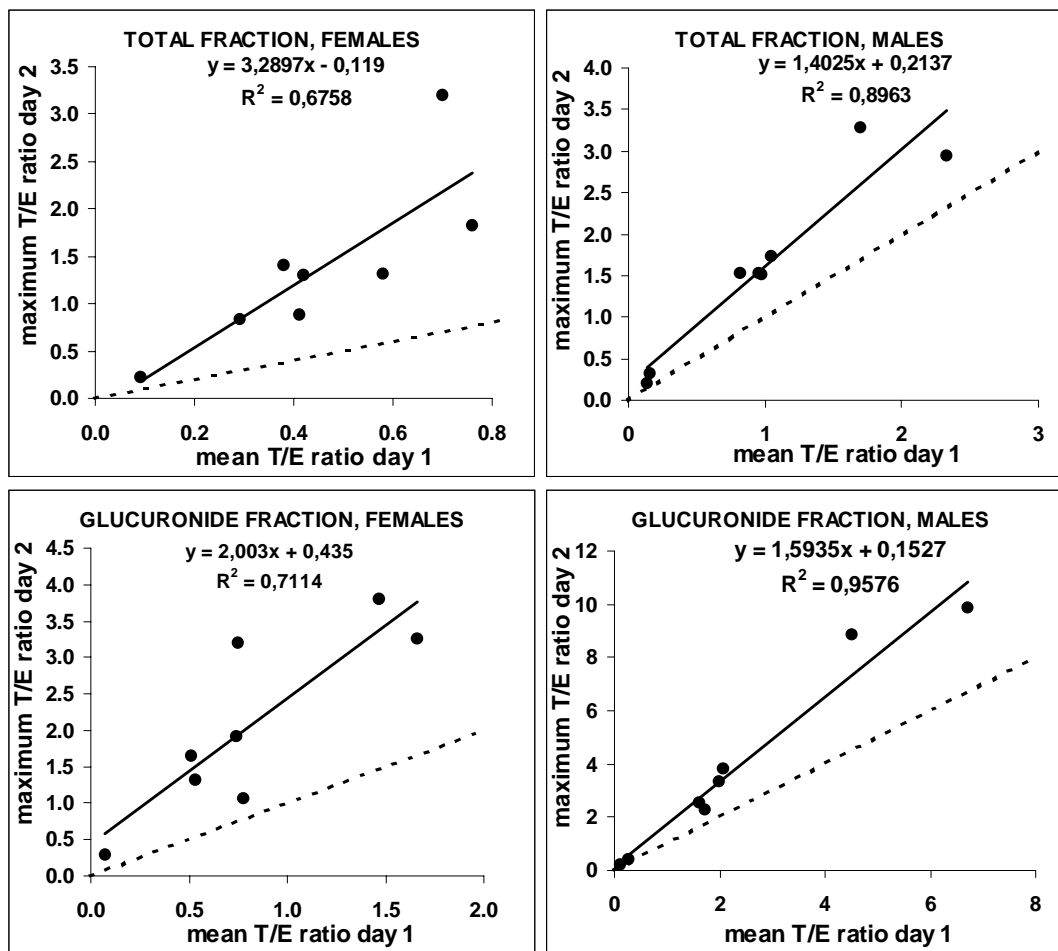 TOTAL FRACTION, FEMALES
y = 3,2897x - 0,119
R² = 0,6758
maximum T/E ratio day 2
3.5
3.0
2.5
2.0
1.5
1.0
0.5
0.0
0.0 0.2 0.4 0.6 0.8
mean T/E ratio day 1
TOTAL FRACTION, MALES
y = 1,4025x + 0,2137
R² = 0,8963
maximum T/E ratio day 2
4.0
3.5
3.0
2.5
2.0
1.5
1.0
0.5
0.0
0 1 2 3
mean T/E ratio day 1
GLUCURONIDE FRACTION, FEMALES
y = 2,003x + 0,435
R² = 0,7114
maximum T/E ratio day 2
4.5
4.0
3.5
3.0
2.5
2.0
1.5
1.0
0.5
0.0
0.0 0.5 1.0 1.5 2.0
mean T/E ratio day 1
GLUCURONIDE FRACTION, MALES
y = 1,5935x + 0,1527
R² = 0,9576
maximum T/E ratio day 2
12
10
8
6
4
2
0
0 2 4 6 8
mean T/E ratio day 1